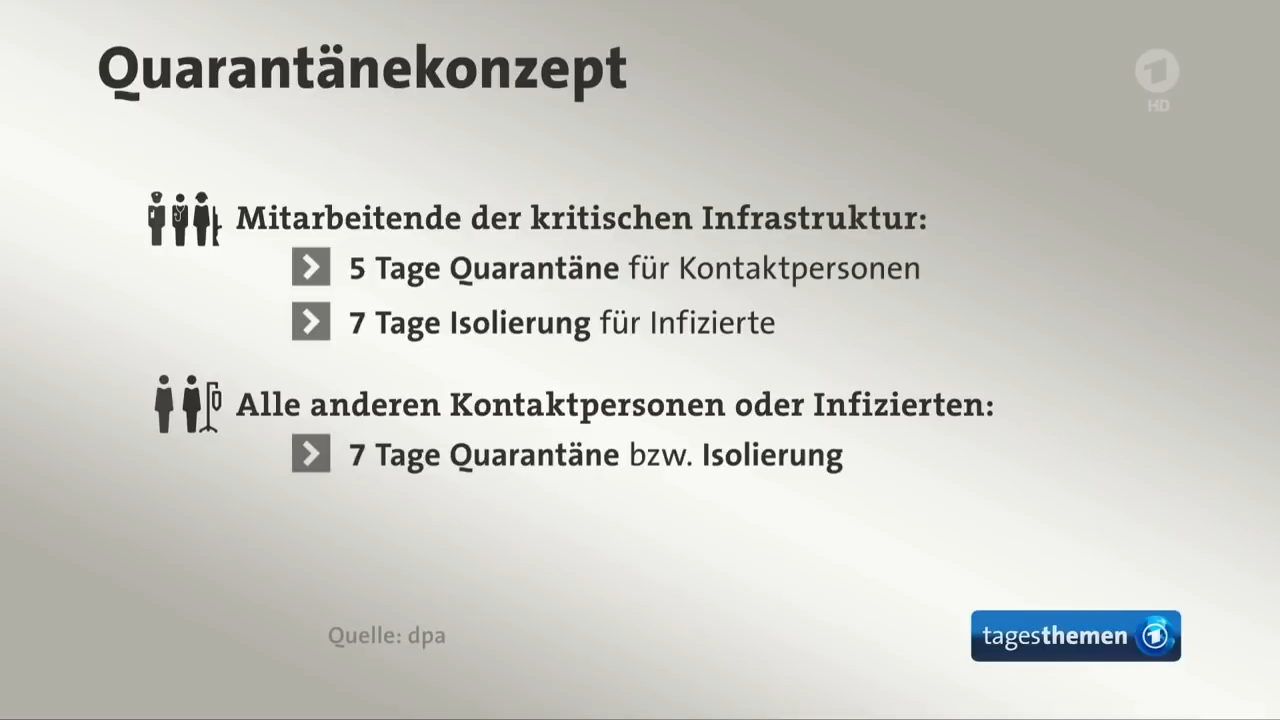 Quarantänekonzept
1
HD
Mitarbeitende der kritischen Infrastruktur:
5 Tage Quarantäne für Kontaktpersonen
7 Tage Isolierung für Infizierte
Alle anderen Kontaktpersonen oder Infizierten:
7 Tage Quarantäne bzw. Isolierung
Quelle: dpa
tagesthemen 1